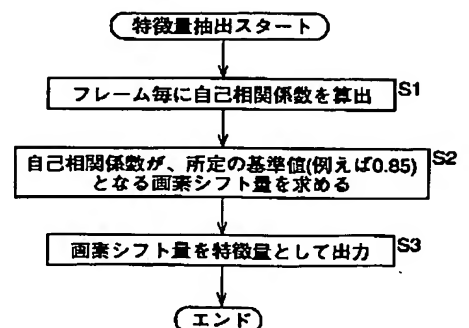 特徴量抽出スタート
フレーム毎に自己相関係数を算出
S1
自己相関係数が、所定の基準値(例えば0.85)
となる画素シフト量を求める
S2
画素シフト量を特徴量として出力
S3
エンド